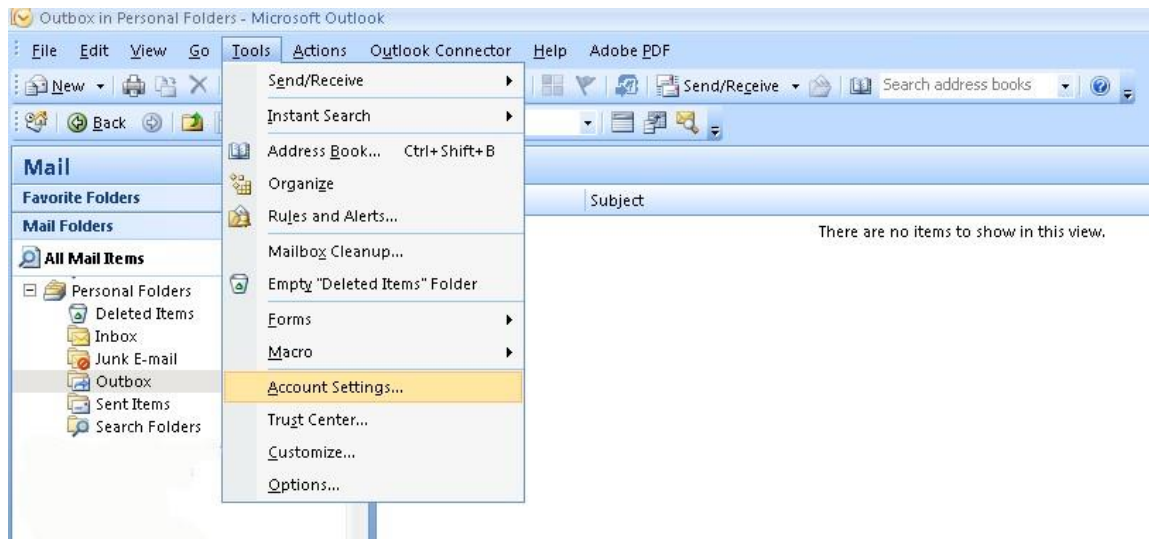 Outbox in Personal Folders - Microsoft Outlook
File Edit View Go Tools Actions Outlook Connector Help Adobe PDF
New Send/Receive Search address books
Back
Send/Receive
Instant Search
Address Book... Ctrl+Shift+B
Organize
Rules and Alerts...
Mailbox Cleanup...
Empty "Deleted Items" Folder
Forms
Macro
Account Settings...
Trust Center...
Customize...
Options...
Mail
Favorite Folders
Mail Folders
All Mail Items
Personal Folders
Deleted Items
Inbox
Junk E-mail
Outbox
Sent Items
Search Folders
Subject
There are no items to show in this view.